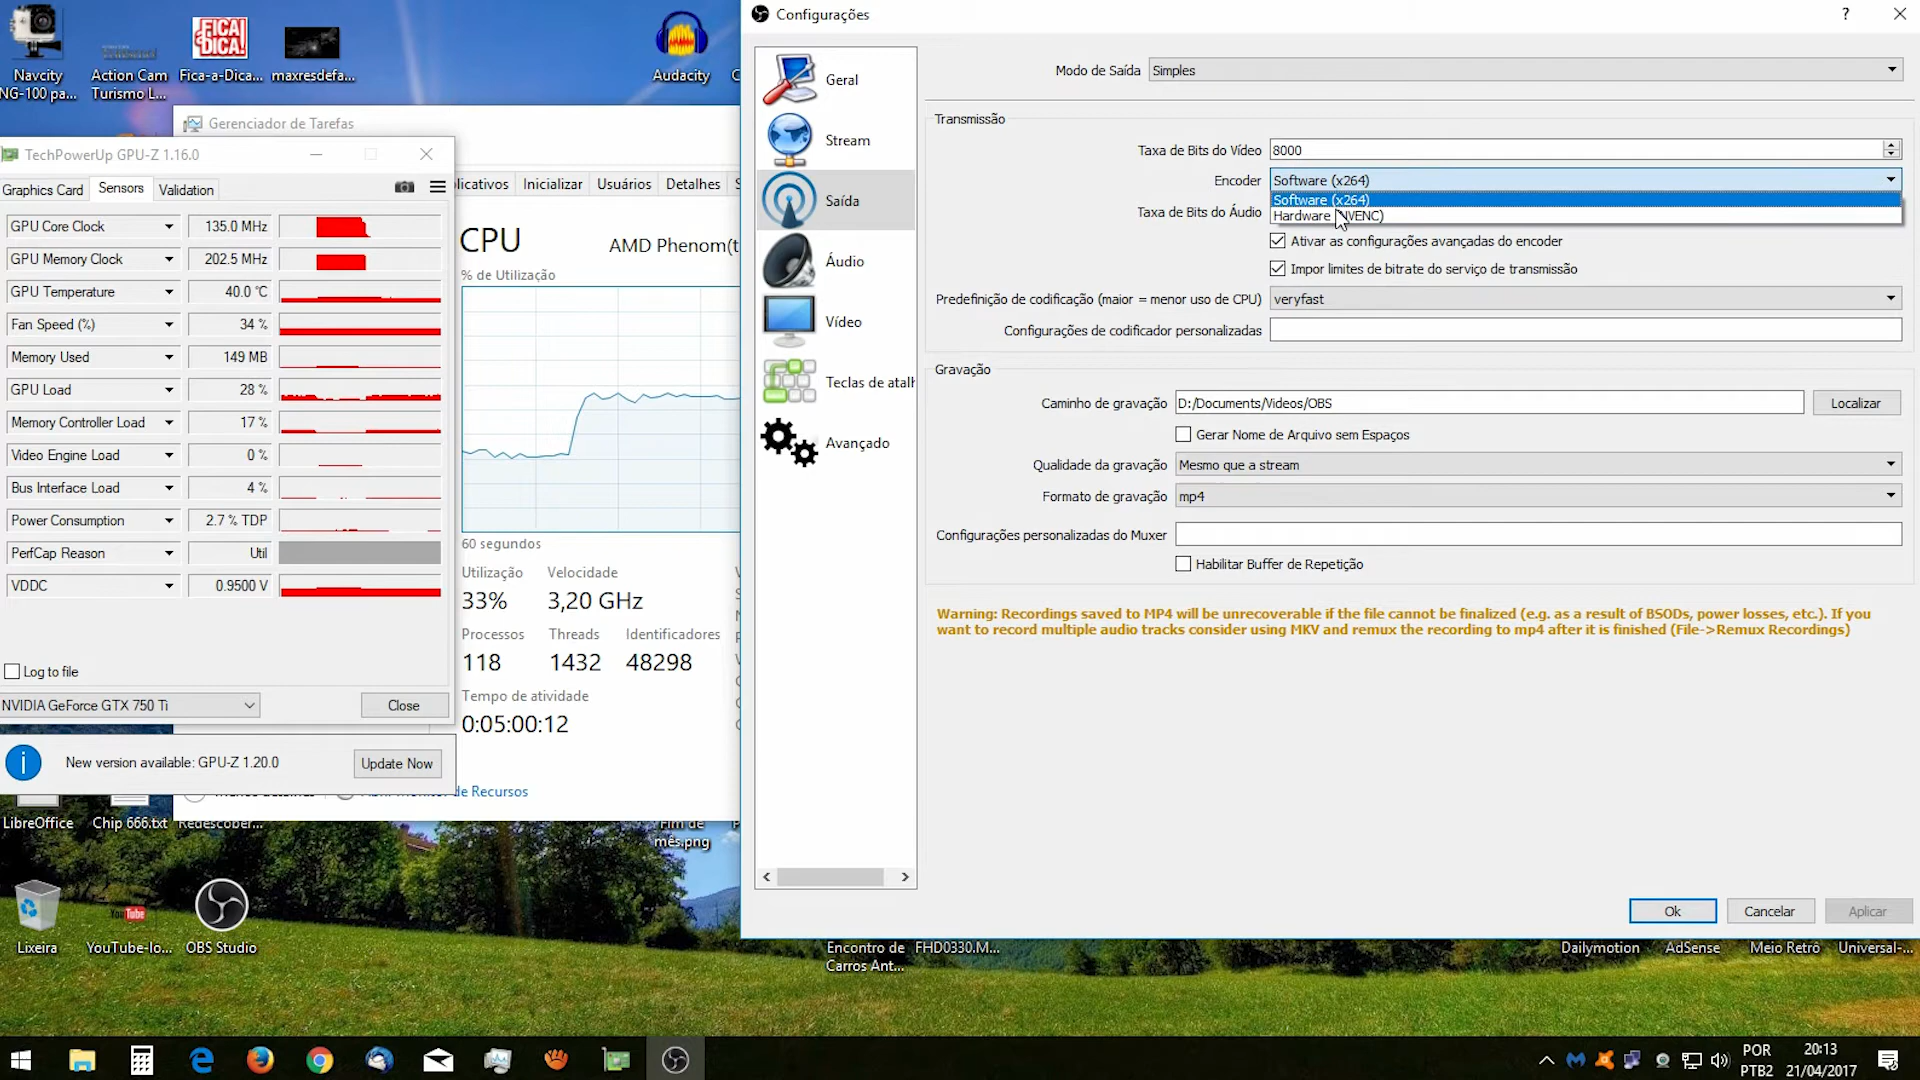 Navcity
NG-100 pa...
Action Cam
Turismo L...
FICA
DICA!
Fica-a-Dica...
maxresdefa...
Audacity
Gerenciador de Tarefas
Iniciar
Inicializar
Usuários
Detalhes
TechPowerUp GPU-Z 1.16.0
Graphics Card
Sensors
Validation
GPU Core Clock
135.0 MHz
GPU Memory Clock
202.5 MHz
GPU Temperature
40.0 °C
Fan Speed (%)
34 %
Memory Used
149 MB
GPU Load
28 %
Memory Controller Load
17 %
Video Engine Load
0 %
Bus Interface Load
4 %
Power Consumption
2.7 % TDP
PerfCap Reason
Util
VDDC
0.9500 V
Log to file
NVIDIA GeForce GTX 750 Ti
Close
New version available: GPU-Z 1.20.0
Update Now
CPU
AMD Phenom(t
% de Utilização
60 segundos
Utilização
Velocidade
33%
3,20 GHz
Processos
Threads
Identificadores
118
1432
48298
Tempo de atividade
0:05:00:12
de Recursos
Configurações
?
Geral
Stream
Saída
Áudio
Vídeo
Teclas de atalh
Avançado
Modo de Saída
Simples
Transmissão
Taxa de Bits do Vídeo
8000
Encoder
Software (x264)
Software (x264)
Hardware (NVENC)
Taxa de Bits do Áudio
Ativar as configurações avançadas do encoder
Impor limites de bitrate do serviço de transmissão
Predefinição de codificação (maior = menor uso de CPU)
veryfast
Configurações de codificador personalizadas
Gravação
Caminho de gravação
D:/Documents/Videos/OBS
Localizar
Gerar Nome de Arquivo sem Espaços
Qualidade da gravação
Mesmo que a stream
Formato de gravação
mp4
Configurações personalizadas do Muxer
Habilitar Buffer de Repetição
Warning: Recordings saved to MP4 will be unrecoverable if the file cannot be finalized (e.g. as a result of BSODs, power losses, etc.). If you
want to record multiple audio tracks consider using MKV and remux the recording to mp4 after it is finished (File->Remux Recordings)
Ok
Cancelar
Aplicar
LibreOffice
Chip 666.txt
Redescober...
Fim de
mês.png
Lixeira
YouTube-lo...
OBS Studio
Encontro de
Carros Ant...
FHD0330.M...
Dailymotion
AdSense
Meio Retrô
Universal-...
POR
PTB2
20:13
21/04/2017